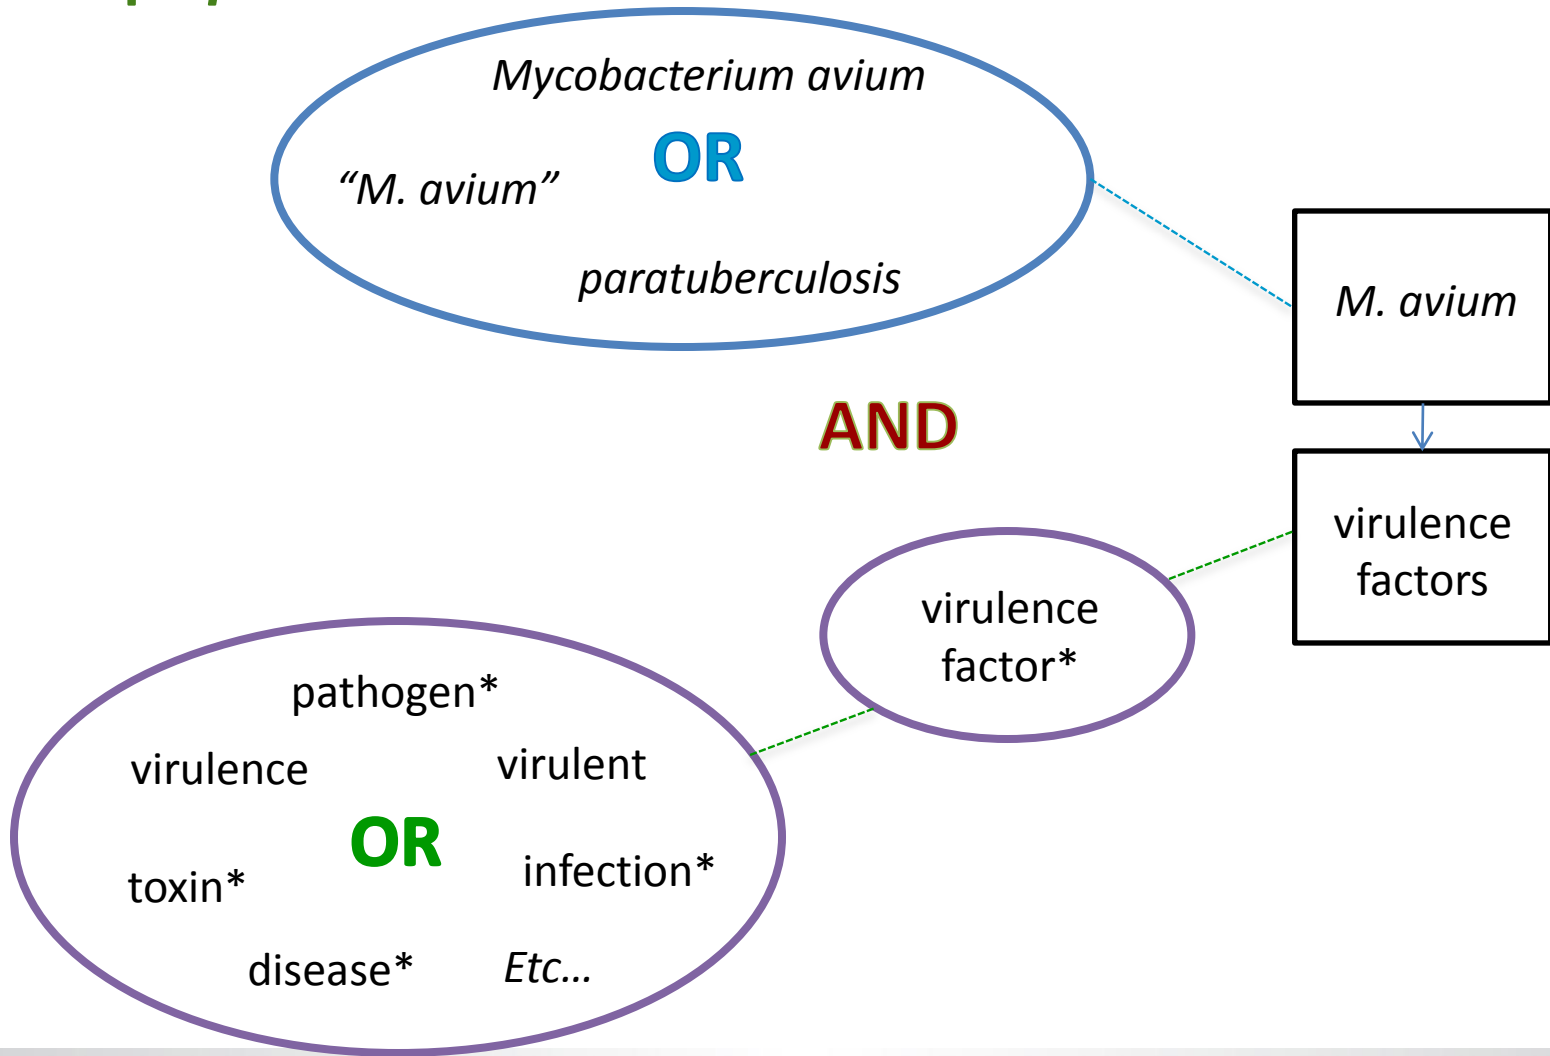 Mycobacterium avium
OR
“M. avium”
paratuberculosis
M. avium
AND
virulence
factors
virulence
factor*
pathogen*
virulence
virulent
OR
toxin*
infection*
disease*
Etc…